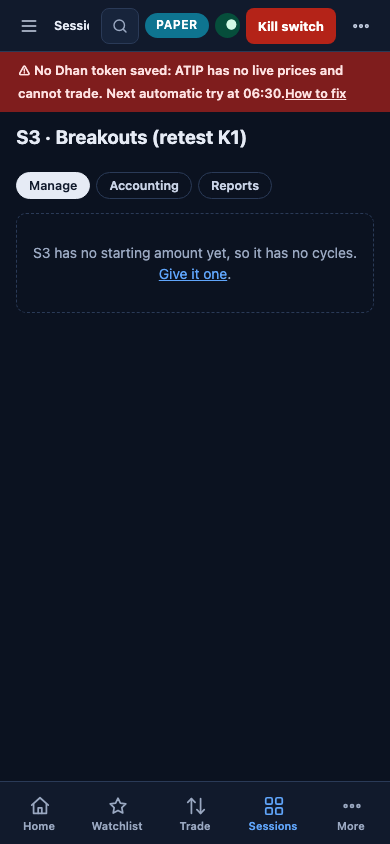 Sessi
PAPER
Kill switch
⚠ No Dhan token saved: ATIP has no live prices and
cannot trade. Next automatic try at 06:30.How to fix
S3 · Breakouts (retest K1)
Manage
Accounting
Reports
S3 has no starting amount yet, so it has no cycles.
Give it one.
Home
Watchlist
Trade
Sessions
More